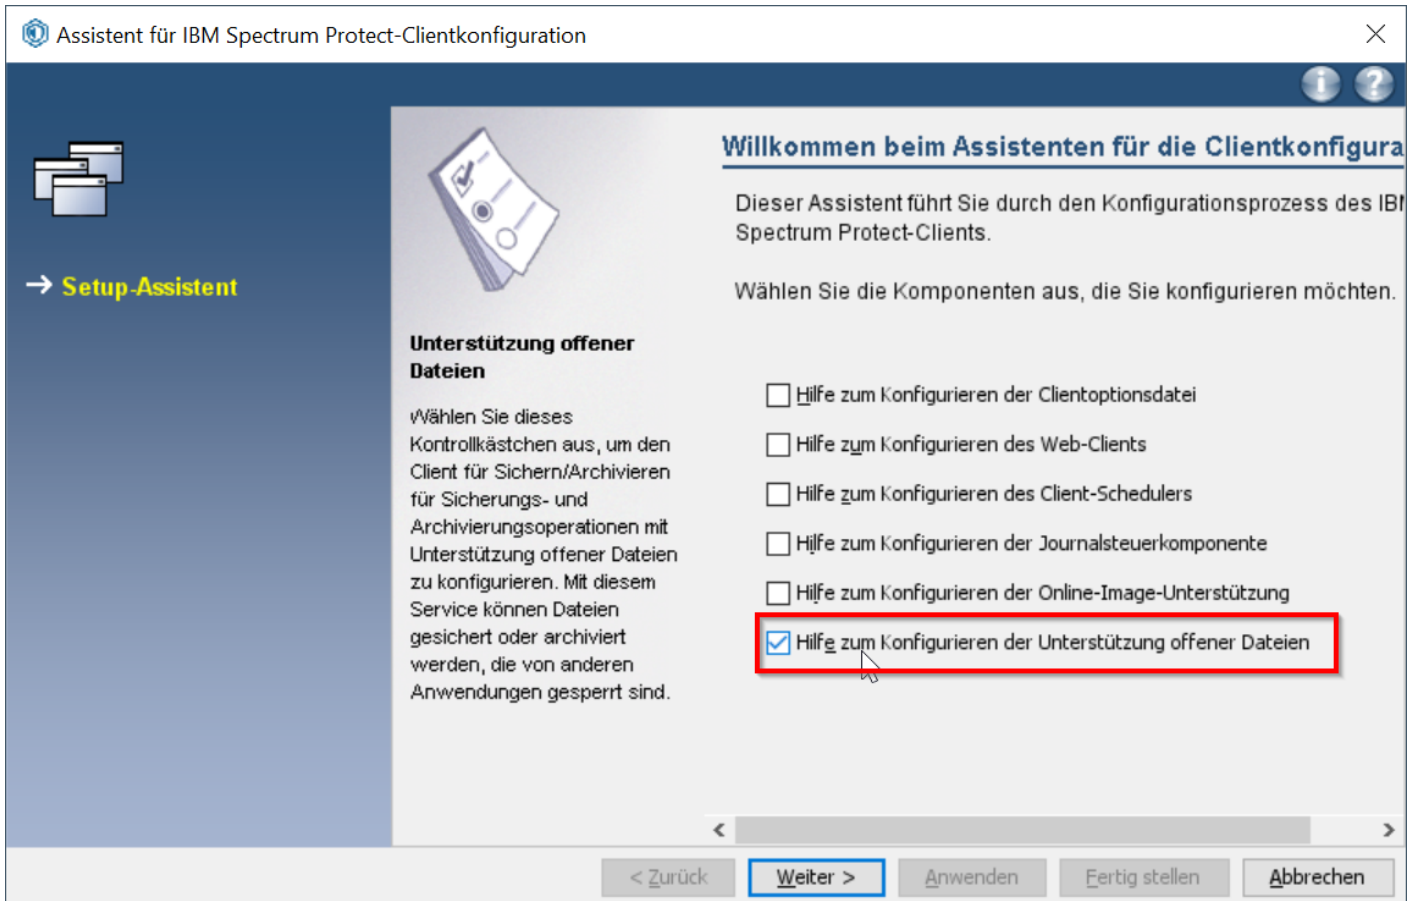 Assistent für IBM Spectrum Protect-Clientkonfiguration
Setup-Assistent
Unterstützung offener
Dateien
Wählen Sie dieses
Kontrollkästchen aus, um den
Client für Sichern/Archivieren
für Sicherungs- und
Archivierungsoperationen mit
Unterstützung offener Dateien
zu konfigurieren. Mit diesem
Service können Dateien
gesichert oder archiviert
werden, die von anderen
Anwendungen gesperrt sind.
Willkommen beim Assistenten für die Clientkonfigura
Dieser Assistent führt Sie durch den Konfigurationsprozess des IBM
Spectrum Protect-Clients.
Wählen Sie die Komponenten aus, die Sie konfigurieren möchten.
Hilfe zum Konfigurieren der Clientoptionsdatei
Hilfe zum Konfigurieren des Web-Clients
Hilfe zum Konfigurieren des Client-Schedulers
Hilfe zum Konfigurieren der Journalsteuerkomponente
Hilfe zum Konfigurieren der Online-Image-Unterstützung
Hilfe zum Konfigurieren der Unterstützung offener Dateien
< Zurück
Weiter >
Anwenden
Fertig stellen
Abbrechen